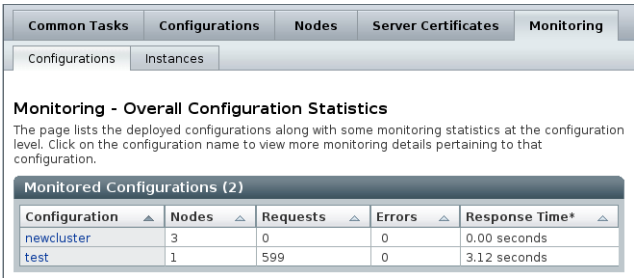 Common Tasks Configurations Nodes Server Certificates Monitoring
Configurations Instances
Monitoring - Overall Configuration Statistics
The page lists the deployed configurations along with some monitoring statistics at the configuration
level. Click on the configuration name to view more monitoring details pertaining to that
configuration.
Monitored Configurations (2)
Configuration Nodes Requests Errors Response Time*
newcluster 3 0 0 0.00 seconds
test 1 599 0 3.12 seconds